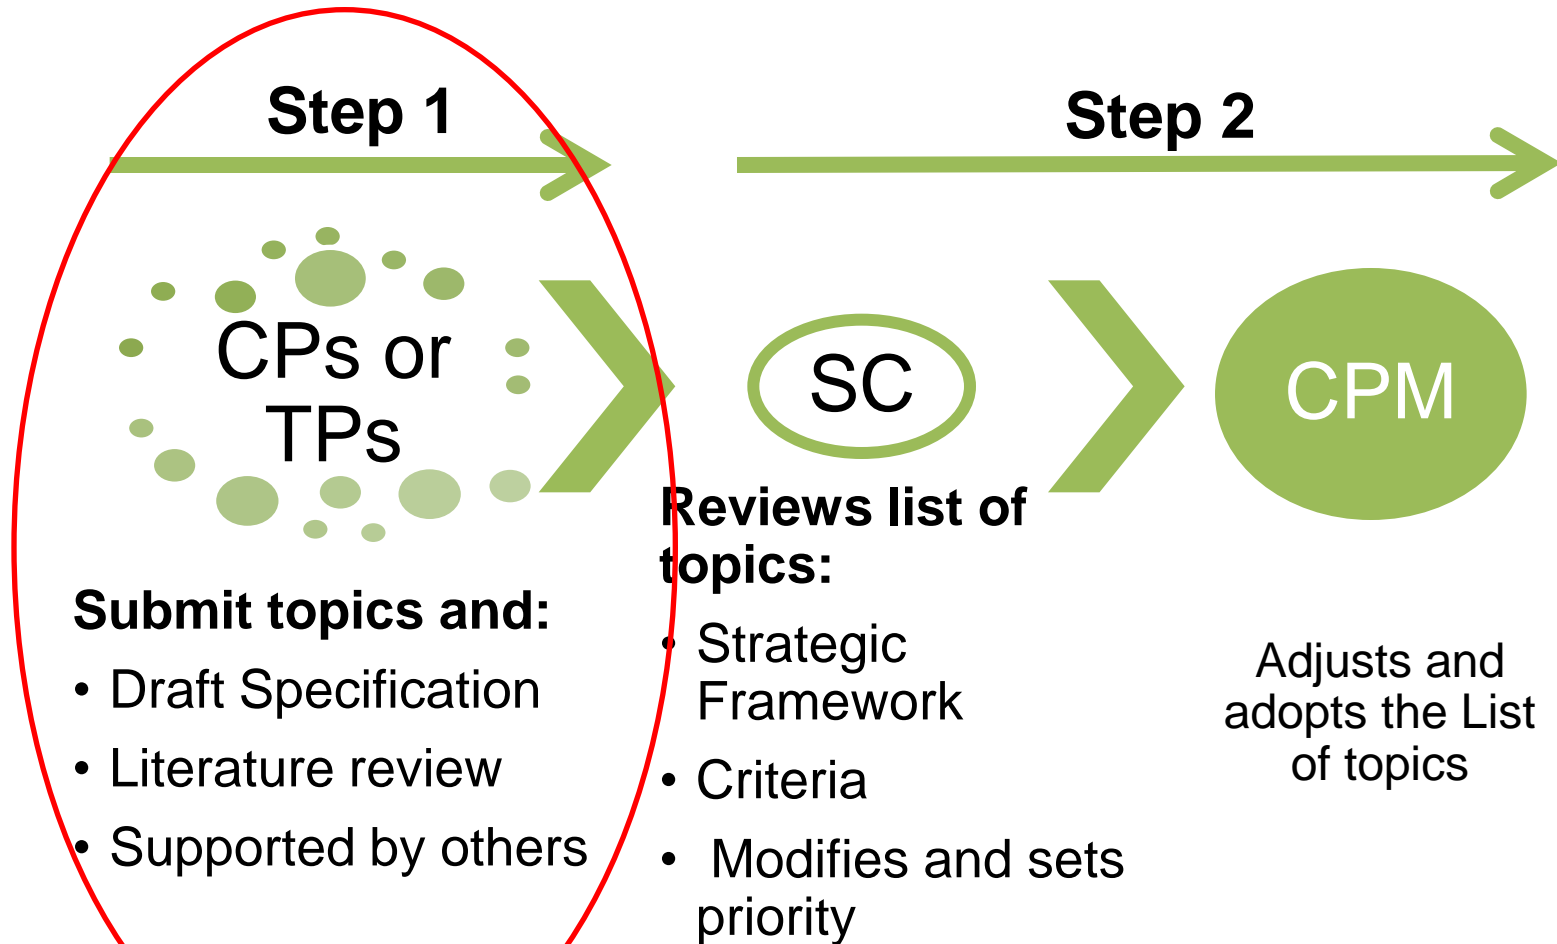 Step 1
CPs or
TPs
Submit topics and:
• Draft Specification
• Literature review
• Supported by others
Step 2
SC
Reviews list of
topics:
• Strategic
Framework
• Criteria
• Modifies and sets
priority
CPM
Adjusts and
adopts the List
of topics